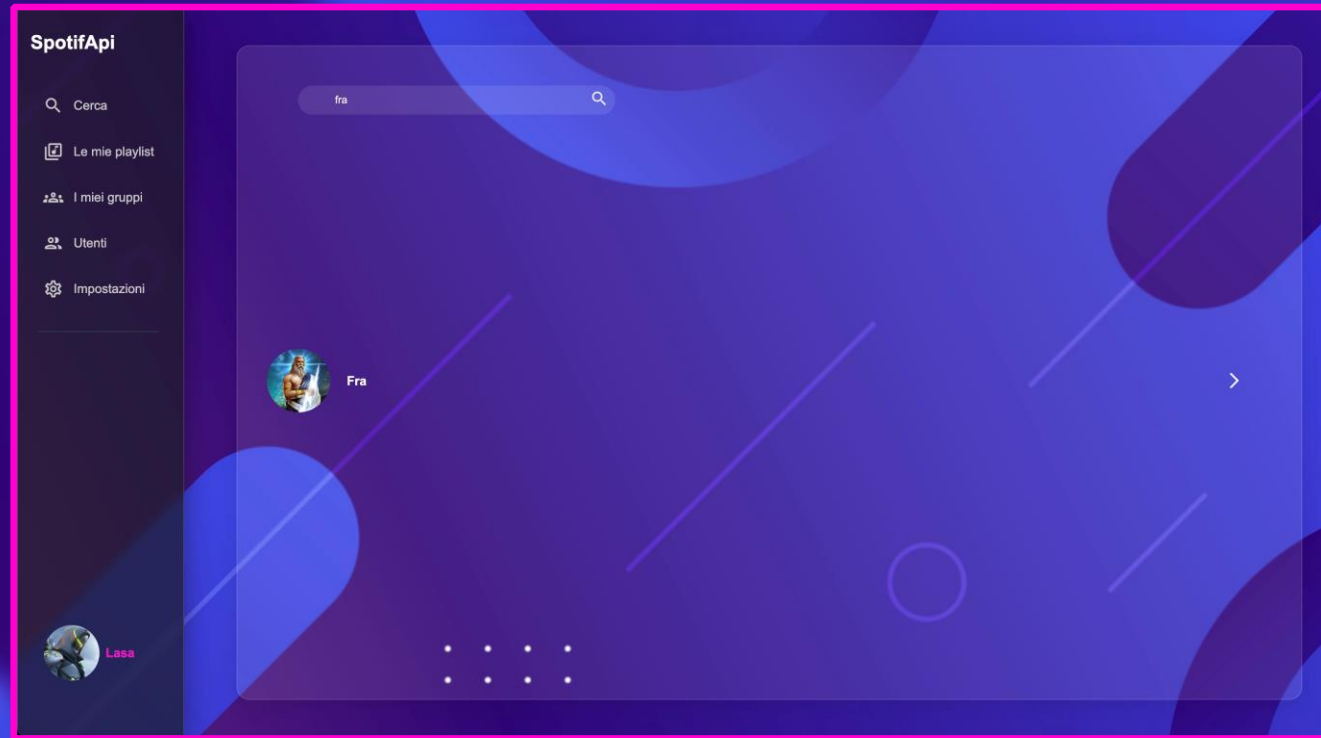 SpotifApi
Cerca
Le mie playlist
I miei gruppi
Utenti
Impostazioni
Lasa
fra
Fra